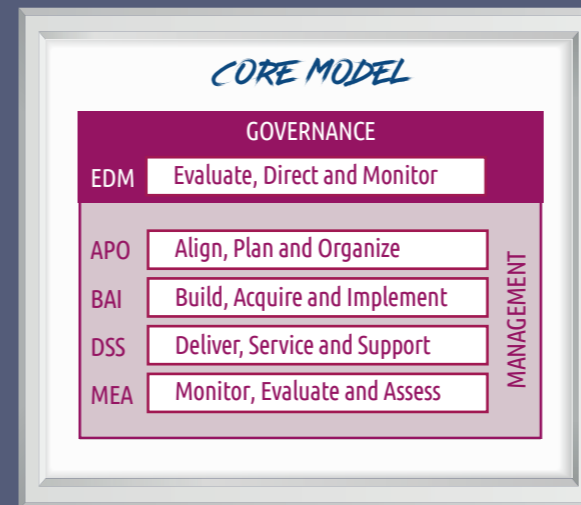 CORE MODEL
GOVERNANCE
EDM Evaluate, Direct and Monitor
APO Align, Plan and Organize
BAI Build, Acquire and Implement
DSS Deliver, Service and Support
MEA Monitor, Evaluate and Assess
MANAGEMENT